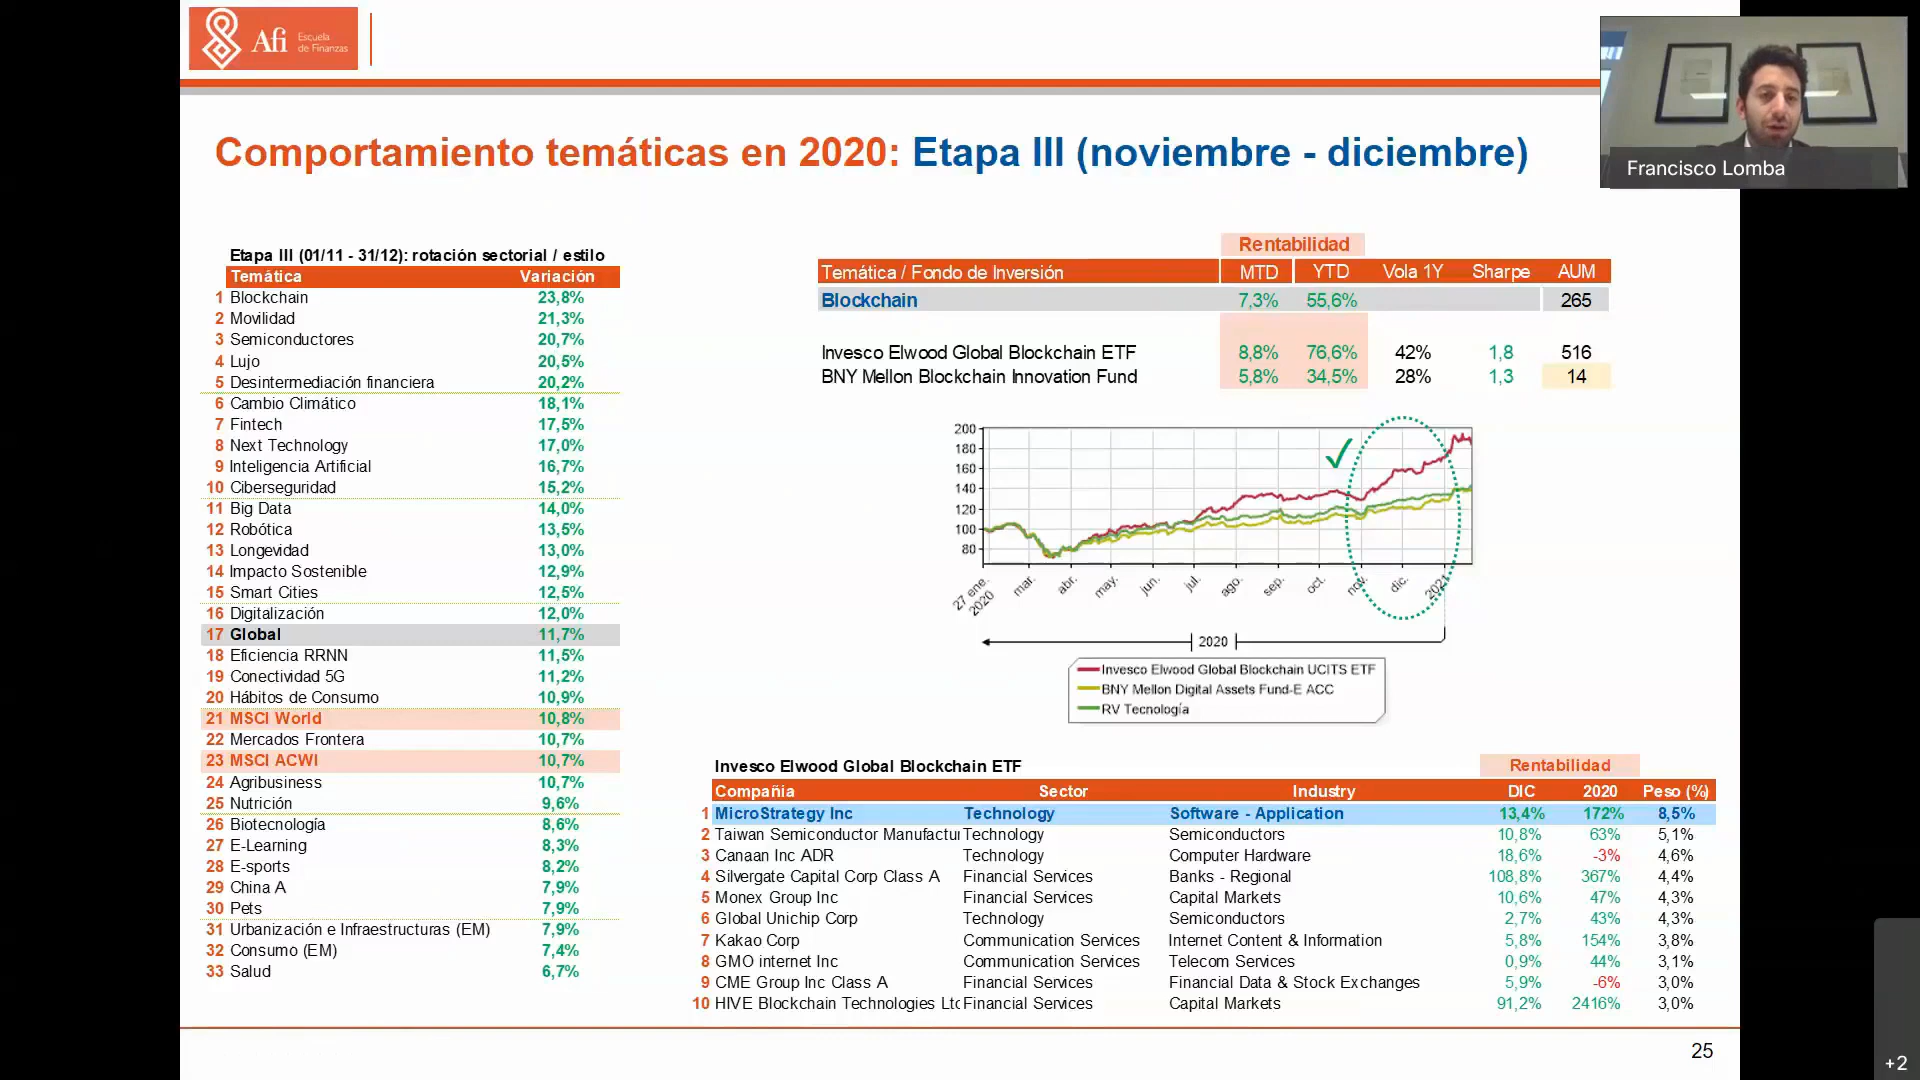 Afi Escuela de Finanzas
Francisco Lomba
Comportamiento temáticas en 2020: Etapa III (noviembre - diciembre)
Etapa III (01/11 - 31/12): rotación sectorial / estilo
Temática Variación
1 Blockchain 23,8%
2 Movilidad 21,3%
3 Semiconductores 20,7%
4 Lujo 20,5%
5 Desintermediación financiera 20,2%
6 Cambio Climático 18,1%
7 Fintech 17,5%
8 Next Technology 17,0%
9 Inteligencia Artificial 16,7%
10 Ciberseguridad 15,2%
11 Big Data 14,0%
12 Robótica 13,5%
13 Longevidad 13,0%
14 Impacto Sostenible 12,9%
15 Smart Cities 12,5%
16 Digitalización 12,0%
17 Global 11,7%
18 Eficiencia RRNN 11,5%
19 Conectividad 5G 11,2%
20 Hábitos de Consumo 10,9%
21 MSCI World 10,8%
22 Mercados Frontera 10,7%
23 MSCI ACWI 10,7%
24 Agribusiness 10,7%
25 Nutrición 9,6%
26 Biotecnología 8,6%
27 E-Learning 8,3%
28 E-sports 8,2%
29 China A 7,9%
30 Pets 7,9%
31 Urbanización e Infraestructuras (EM) 7,9%
32 Consumo (EM) 7,4%
33 Salud 6,7%
Rentabilidad
Temática / Fondo de Inversión MTD YTD Vola 1Y Sharpe AUM
Blockchain 7,3% 55,6% 265
Invesco Elwood Global Blockchain ETF 8,8% 76,6% 42% 1,8 516
BNY Mellon Blockchain Innovation Fund 5,8% 34,5% 28% 1,3 14
200
180
160
140
120
100
80
27 ene. 2020 mar. abr. may. jun. jul. ago. sep. oct. nov. dic. 2021
2020
Invesco Elwood Global Blockchain UCITS ETF
BNY Mellon Digital Assets Fund-E ACC
RV Tecnología
Invesco Elwood Global Blockchain ETF Rentabilidad
Compañia Sector Industry DIC 2020 Peso (%)
1 MicroStrategy Inc Technology Software - Application 13,4% 172% 8,5%
2 Taiwan Semiconductor Manufactu Technology Semiconductors 10,8% 63% 5,1%
3 Canaan Inc ADR Technology Computer Hardware 18,6% -3% 4,6%
4 Silvergate Capital Corp Class A Financial Services Banks - Regional 108,8% 367% 4,4%
5 Monex Group Inc Financial Services Capital Markets 10,6% 47% 4,3%
6 Global Unichip Corp Technology Semiconductors 2,7% 43% 4,3%
7 Kakao Corp Communication Services Internet Content & Information 5,8% 154% 3,8%
8 GMO internet Inc Communication Services Telecom Services 0,9% 44% 3,1%
9 CME Group Inc Class A Financial Services Financial Data & Stock Exchanges 5,9% -6% 3,0%
10 HIVE Blockchain Technologies Ltd Financial Services Capital Markets 91,2% 2416% 3,0%
25
+2